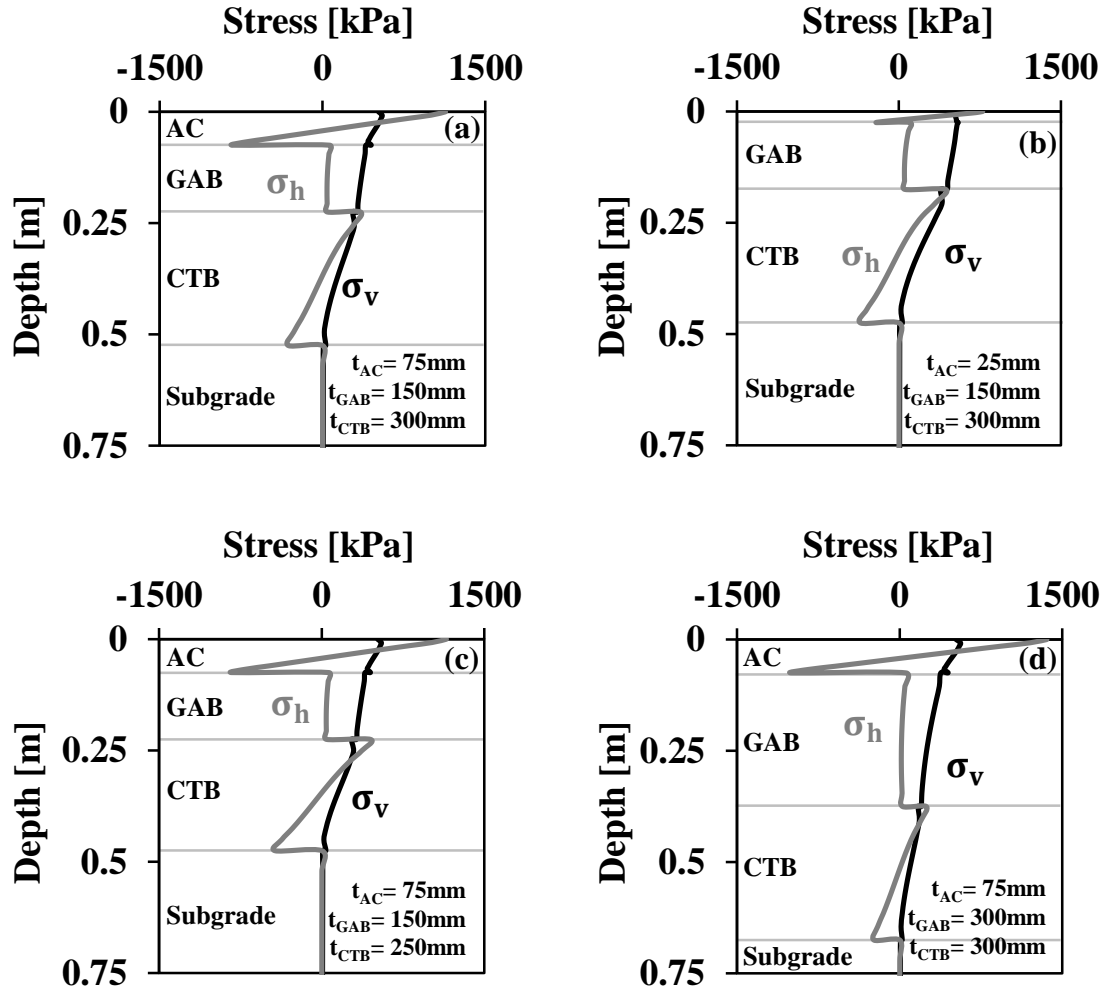 Stress [kPa]
-1500 0 1500
0
0.25
0.5
0.75
Depth [m]
AC
(a)
GAB
σh
CTB
σv
Subgrade
tAC= 75mm
tGAB= 150mm
tCTB= 300mm
Stress [kPa]
-1500 0 1500
0
0.25
0.5
0.75
Depth [m]
(b)
GAB
CTB
σh
σv
Subgrade
tAC= 25mm
tGAB= 150mm
tCTB= 300mm
Stress [kPa]
-1500 0 1500
0
0.25
0.5
0.75
Depth [m]
AC
(c)
GAB
σh
CTB
σv
Subgrade
tAC= 75mm
tGAB= 150mm
tCTB= 250mm
Stress [kPa]
-1500 0 1500
0
0.25
0.5
0.75
Depth [m]
AC
(d)
GAB
σh
σv
CTB
Subgrade
tAC= 75mm
tGAB= 300mm
tCTB= 300mm